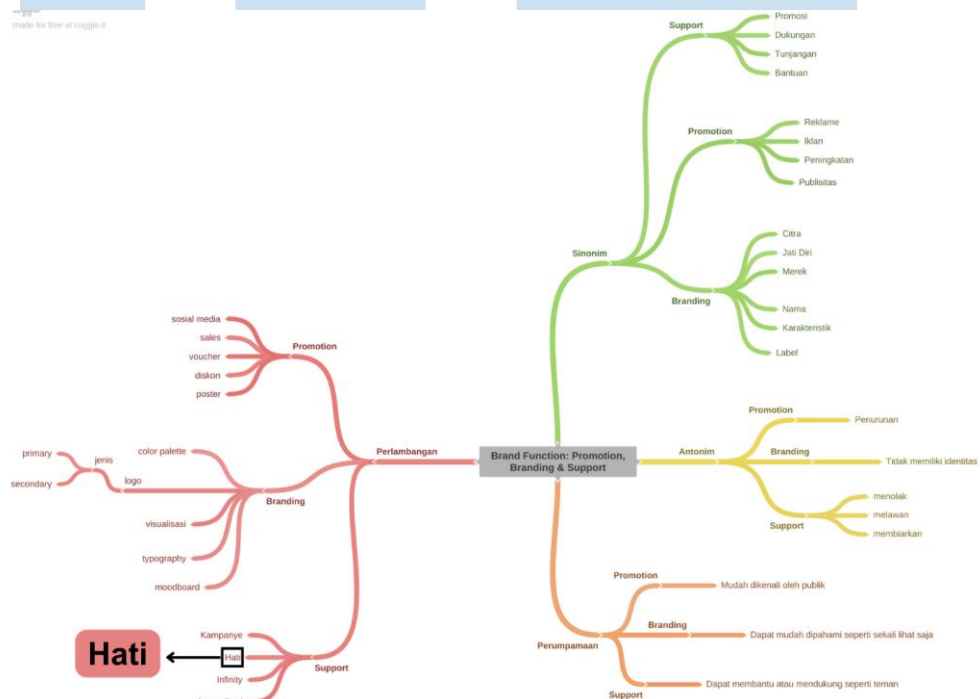 made for free at coggle.it
Support
Promosi
Dukungan
Tunjangan
Bantuan
Promotion
Reklame
Iklan
Peningkatan
Publisitas
Sinonim
Citra
Jati Diri
Merek
Branding
Nama
Karakteristik
Label
sosial media
sales
voucher
diskon
poster
Promotion
Perlambangan
Brand Function: Promotion,
Branding & Support
primary
secondary
jenis
logo
color palette
visualisasi
typography
moodboard
Branding
Antonim
Promotion
Penurunan
Branding
Tidak memiliki identitas
Support
menolak
melawan
membiarkan
Perumpamaan
Promotion
Mudah dikenali oleh publik
Branding
Dapat mudah dipahami seperti sekali lihat saja
Support
Dapat membantu atau mendukung seperti teman
Hati
Kampanye
Hati
Infinity
Support